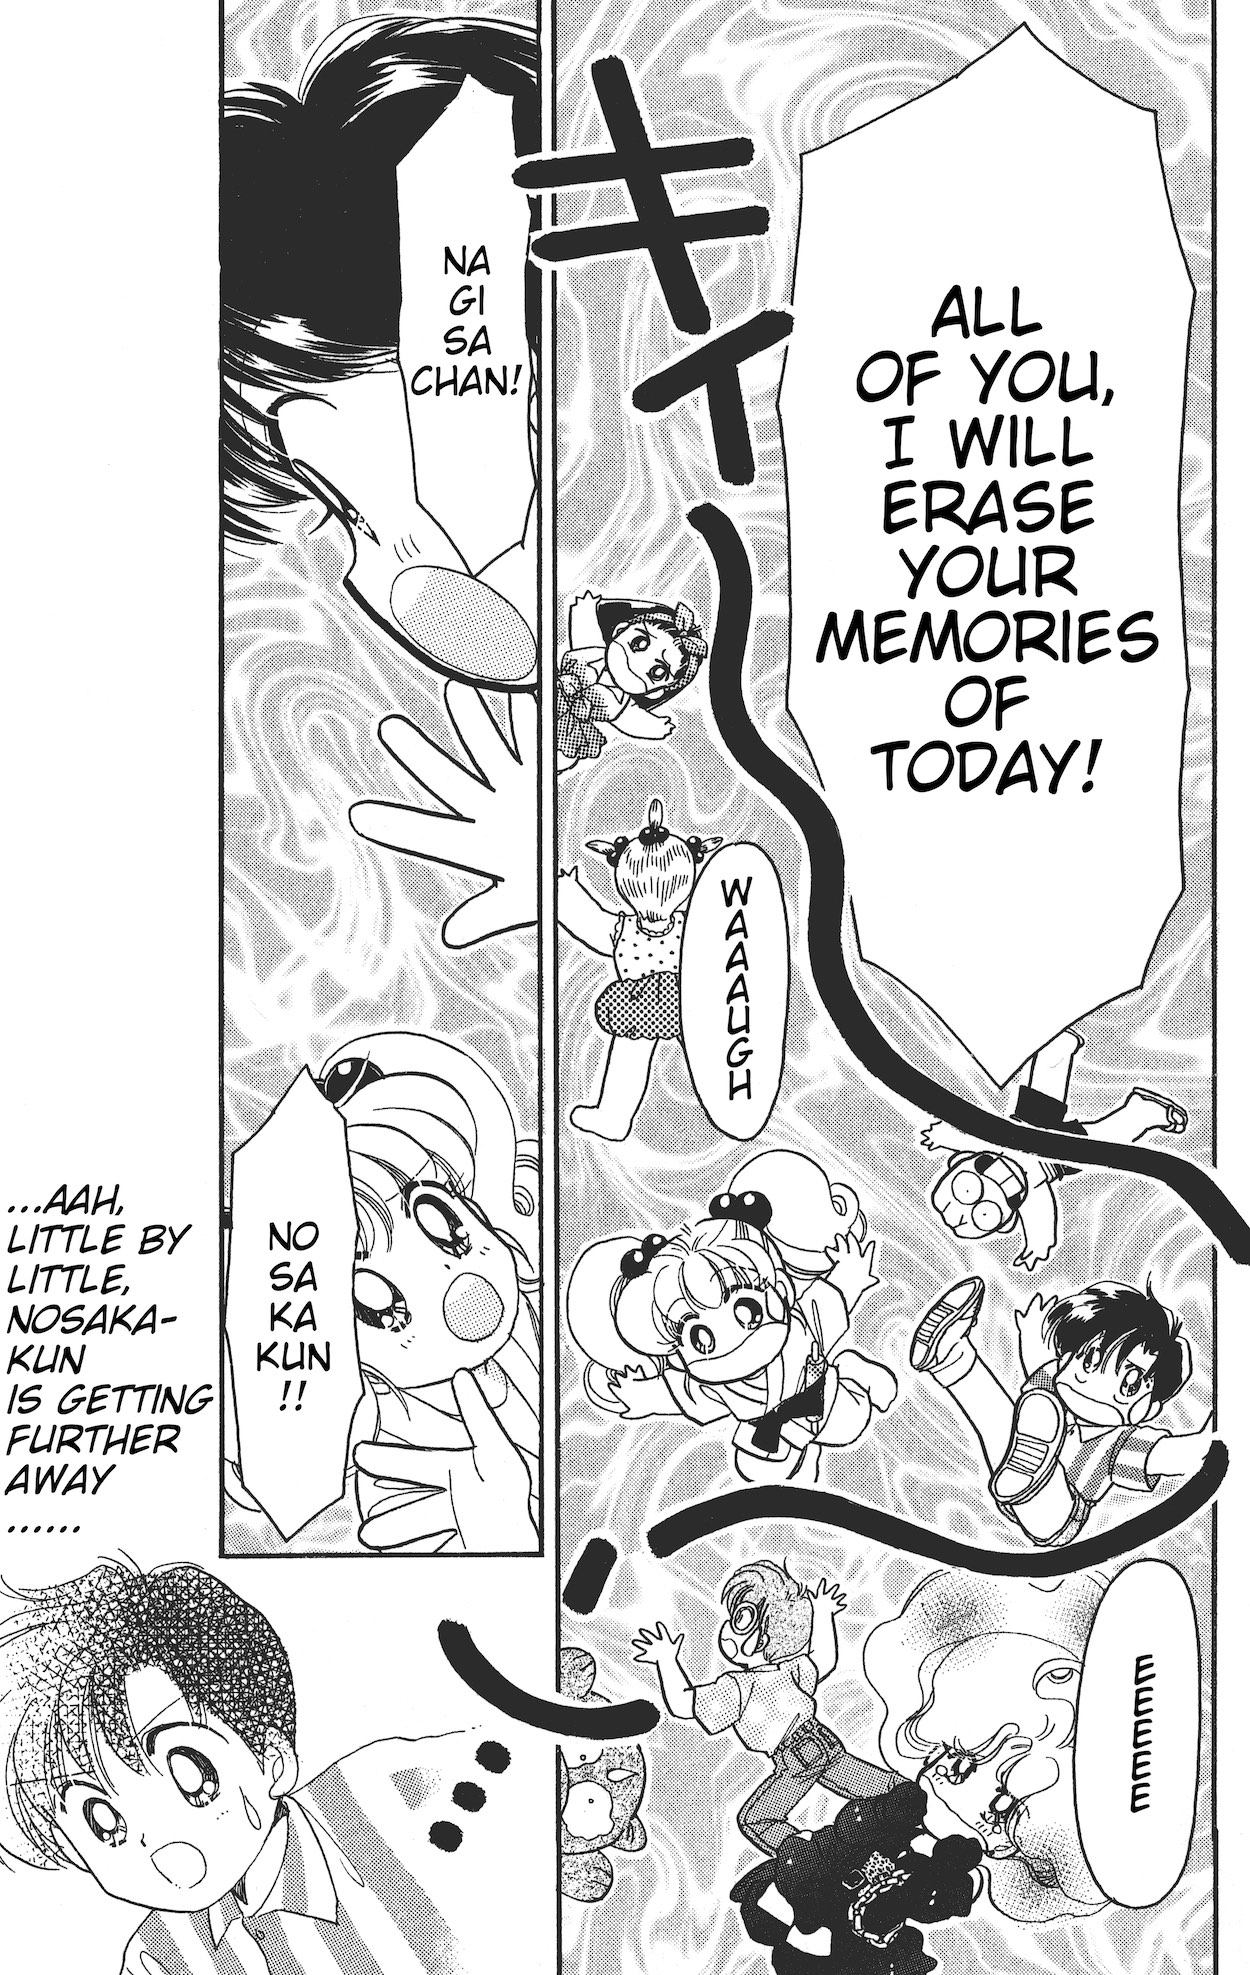 ALL
OF YOU,
I WILL
ERASE
YOUR
MEMORIES
OF
TODAY!
キイ
WAAAUGH
EEEEEE
NA
GI
SA
CHAN!
NO
SA
KA
KUN
!!
...AAH,
LITTLE BY
LITTLE,
NOSAKA-
KUN
IS GETTING
FURTHER
AWAY
......